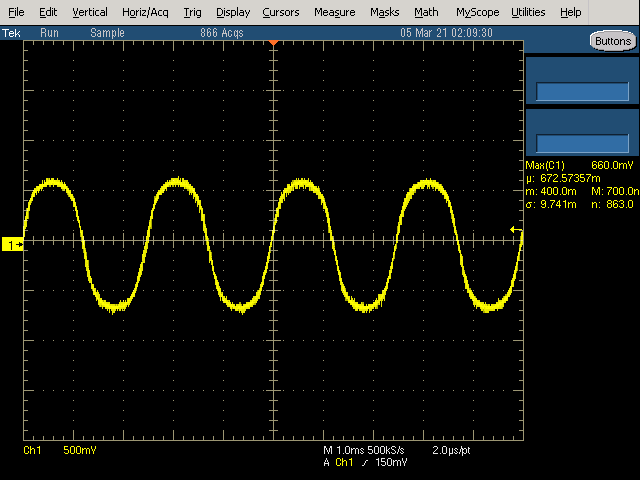 File Edit Vertical Horiz/Acq Trig Display Cursors Measure Masks Math MyScope Utilities Help
Tek Run Sample 866 Acqs 05 Mar 21 02:09:30
Buttons
Max(C1) 660.0mV
µ: 672.57357m
m: 400.0m M: 700.0m
σ: 9.741m n: 863.0
1
Ch1 500mV M 1.0ms 500kS/s 2.0µs/pt
A Ch1 ∕ 150mV